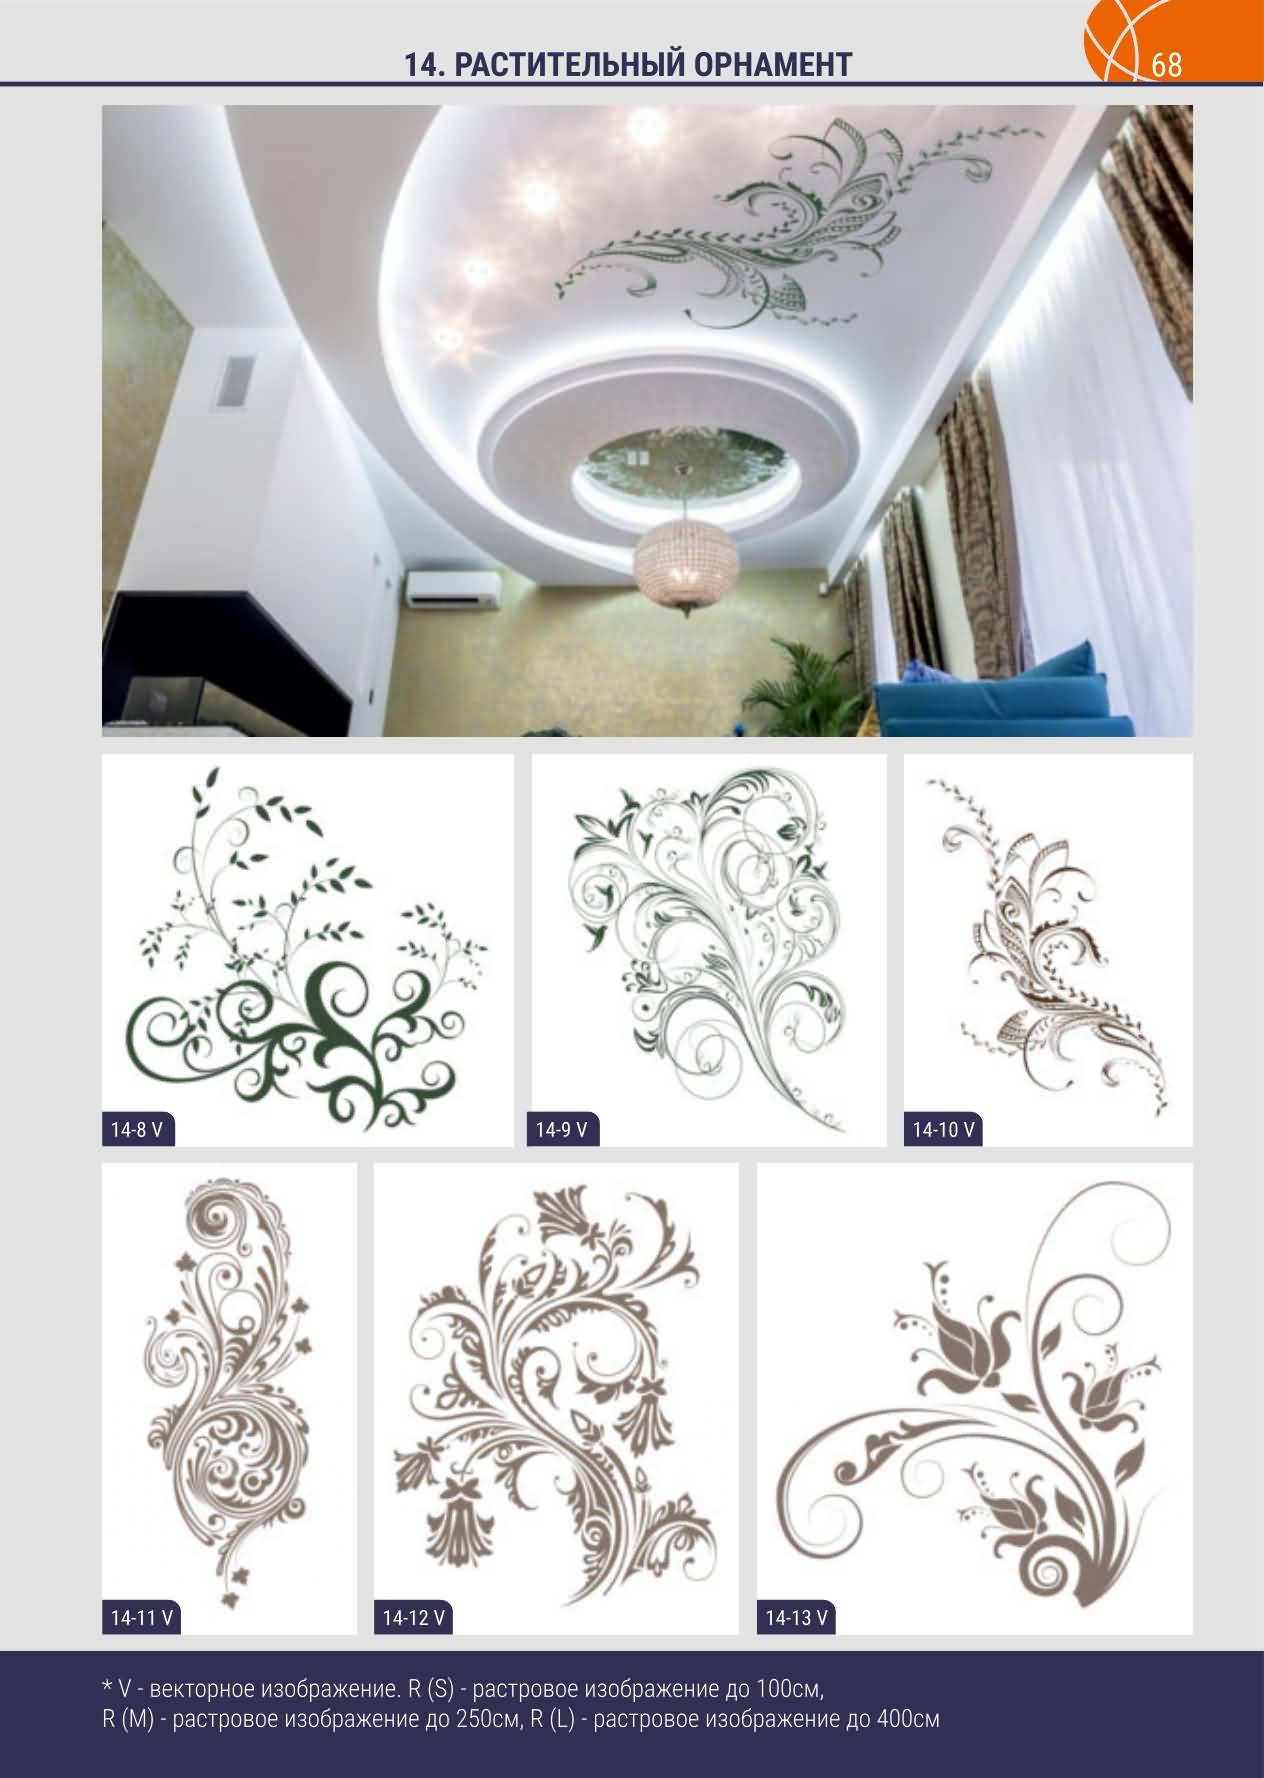 14. РАСТИТЕЛЬНЫЙ ОРНАМЕНТ
68
14-8 V
14-9 V
14-10 V
14-11 V
14-12 V
14-13 V
* V - векторное изображение. R (S) - растровое изображение до 100см,
R (M) - растровое изображение до 250см, R (L) - растровое изображение до 400см